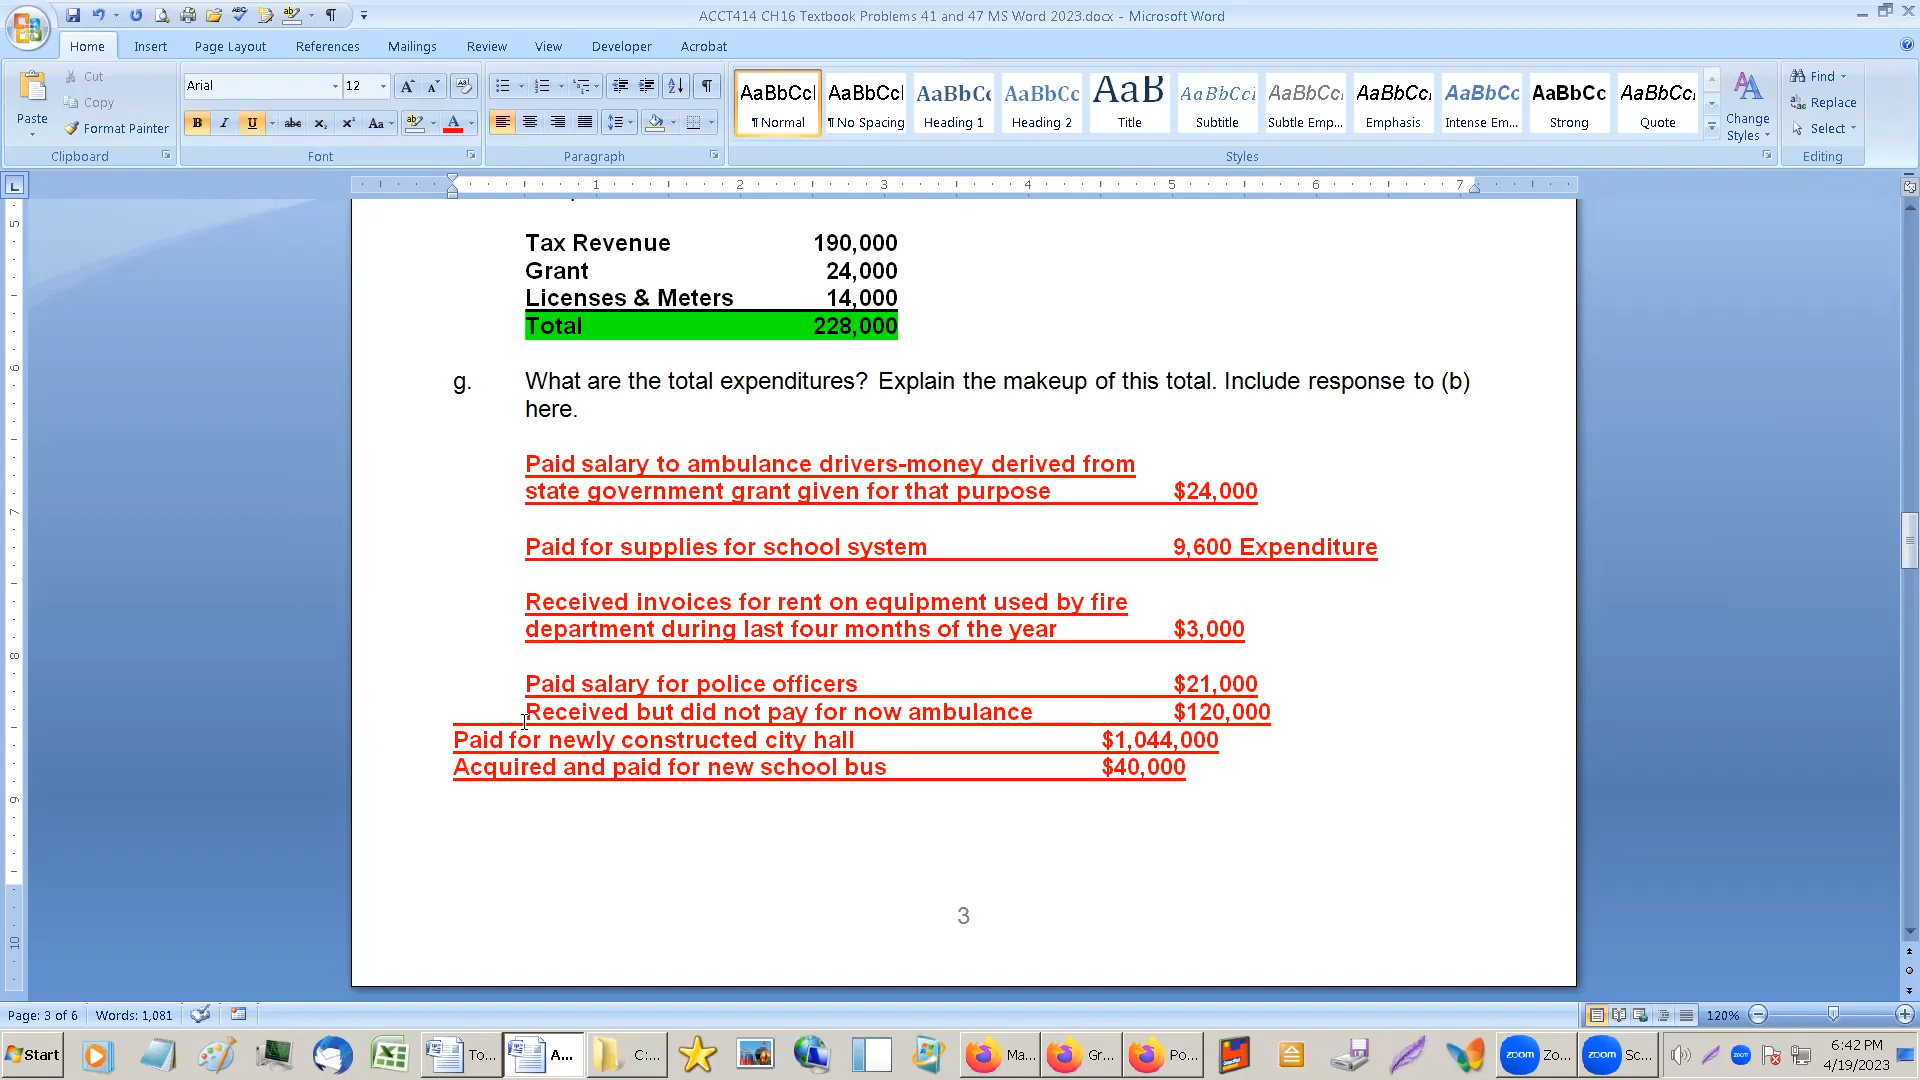 ACCT414 CH16 Textbook Problems 41 and 47 MS Word 2023.docx - Microsoft Word
Home Insert Page Layout References Mailings Review View Developer Acrobat
Paste
Cut
Copy
Format Painter
Clipboard
Arial 12
Font
Paragraph
AaBbCcI AaBbCcI AaBbCc AaBbCc AaB AaBbCcI AaBbCcI AaBbCcI AaBbCcI AaBbCc AaBbCcI
¶ Normal ¶ No Spacing Heading 1 Heading 2 Title Subtitle Subtle Emp... Emphasis Intense Em... Strong Quote
Change Styles
Styles
Find
Replace
Select
Editing
1 2 3 4 5 6 7
Tax Revenue 190,000
Grant 24,000
Licenses & Meters 14,000
Total 228,000
g. What are the total expenditures? Explain the makeup of this total. Include response to (b)
here.
Paid salary to ambulance drivers-money derived from
state government grant given for that purpose $24,000
Paid for supplies for school system 9,600 Expenditure
Received invoices for rent on equipment used by fire
department during last four months of the year $3,000
Paid salary for police officers $21,000
Received but did not pay for now ambulance $120,000
Paid for newly constructed city hall $1,044,000
Acquired and paid for new school bus $40,000
3
Page: 3 of 6 Words: 1,081 120%
Start To... A... C:... Ma... Gr... Po... zoom Zo... zoom Sc... 6:42 PM
4/19/2023